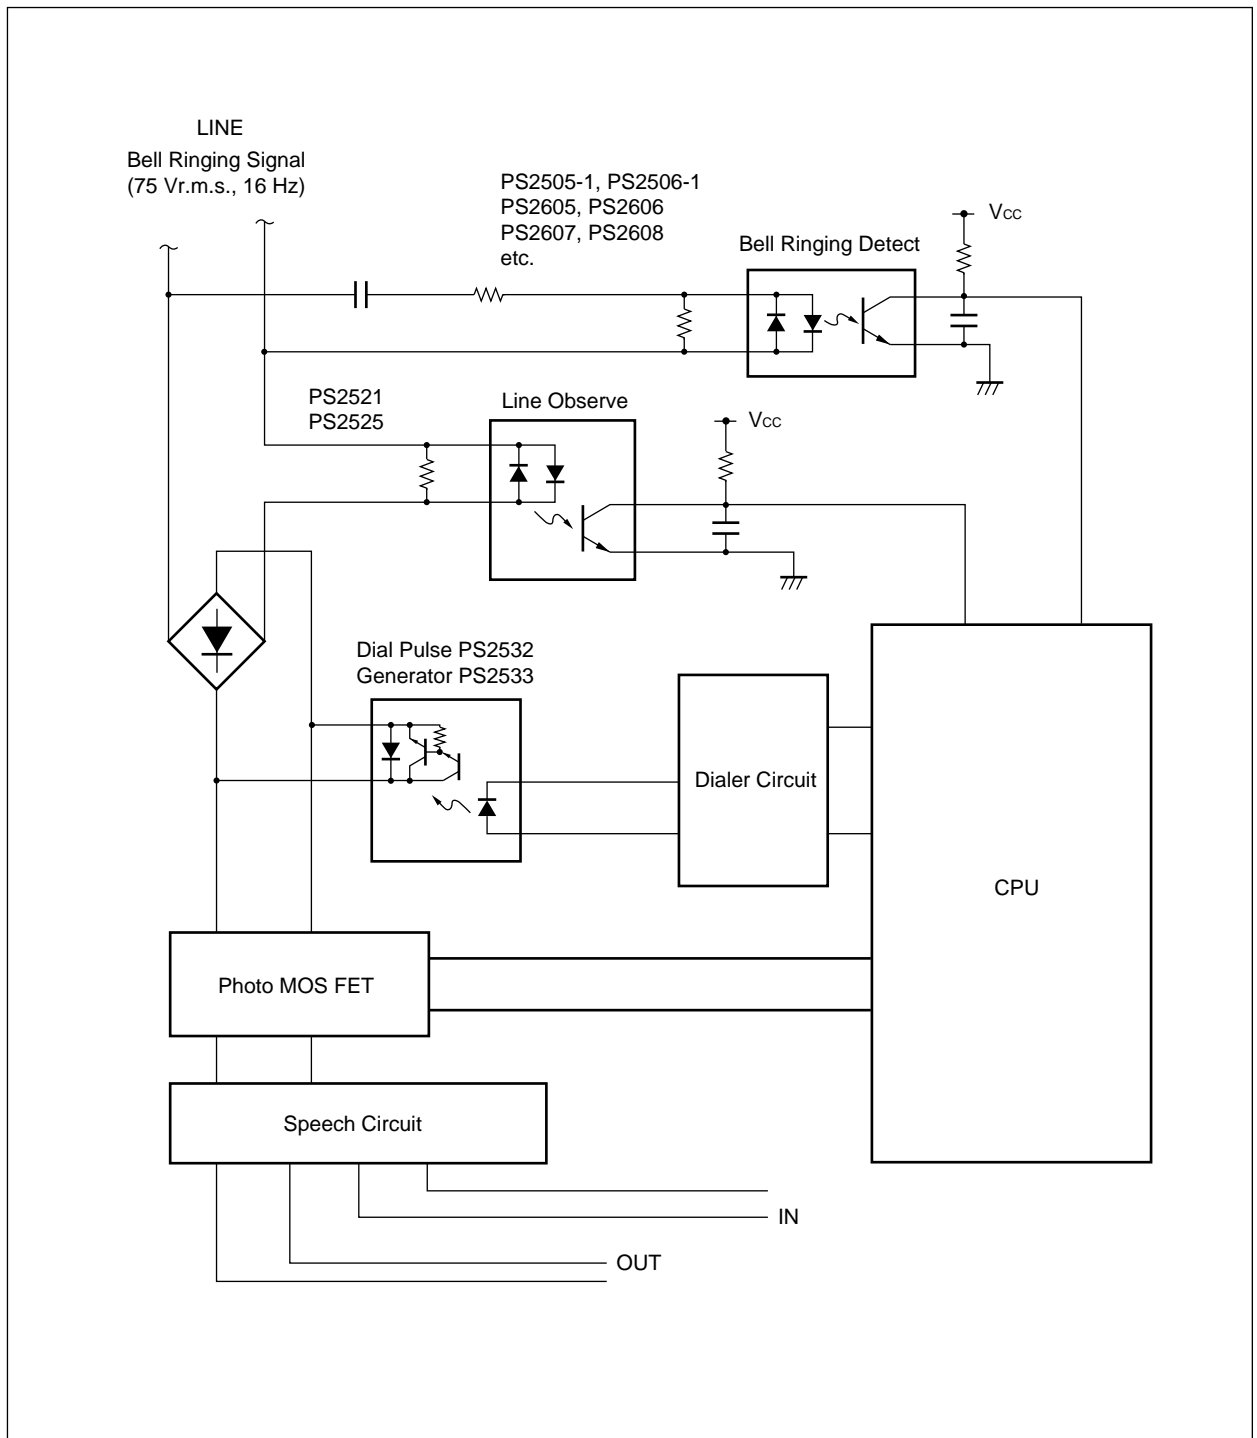 LINE
Bell Ringing Signal
(75 Vr.m.s., 16 Hz)
PS2505-1, PS2506-1
PS2605, PS2606
PS2607, PS2608
etc.
Bell Ringing Detect
VCC
PS2521
PS2525
Line Observe
VCC
Dial Pulse PS2532
Generator PS2533
Dialer Circuit
CPU
Photo MOS FET
Speech Circuit
IN
OUT